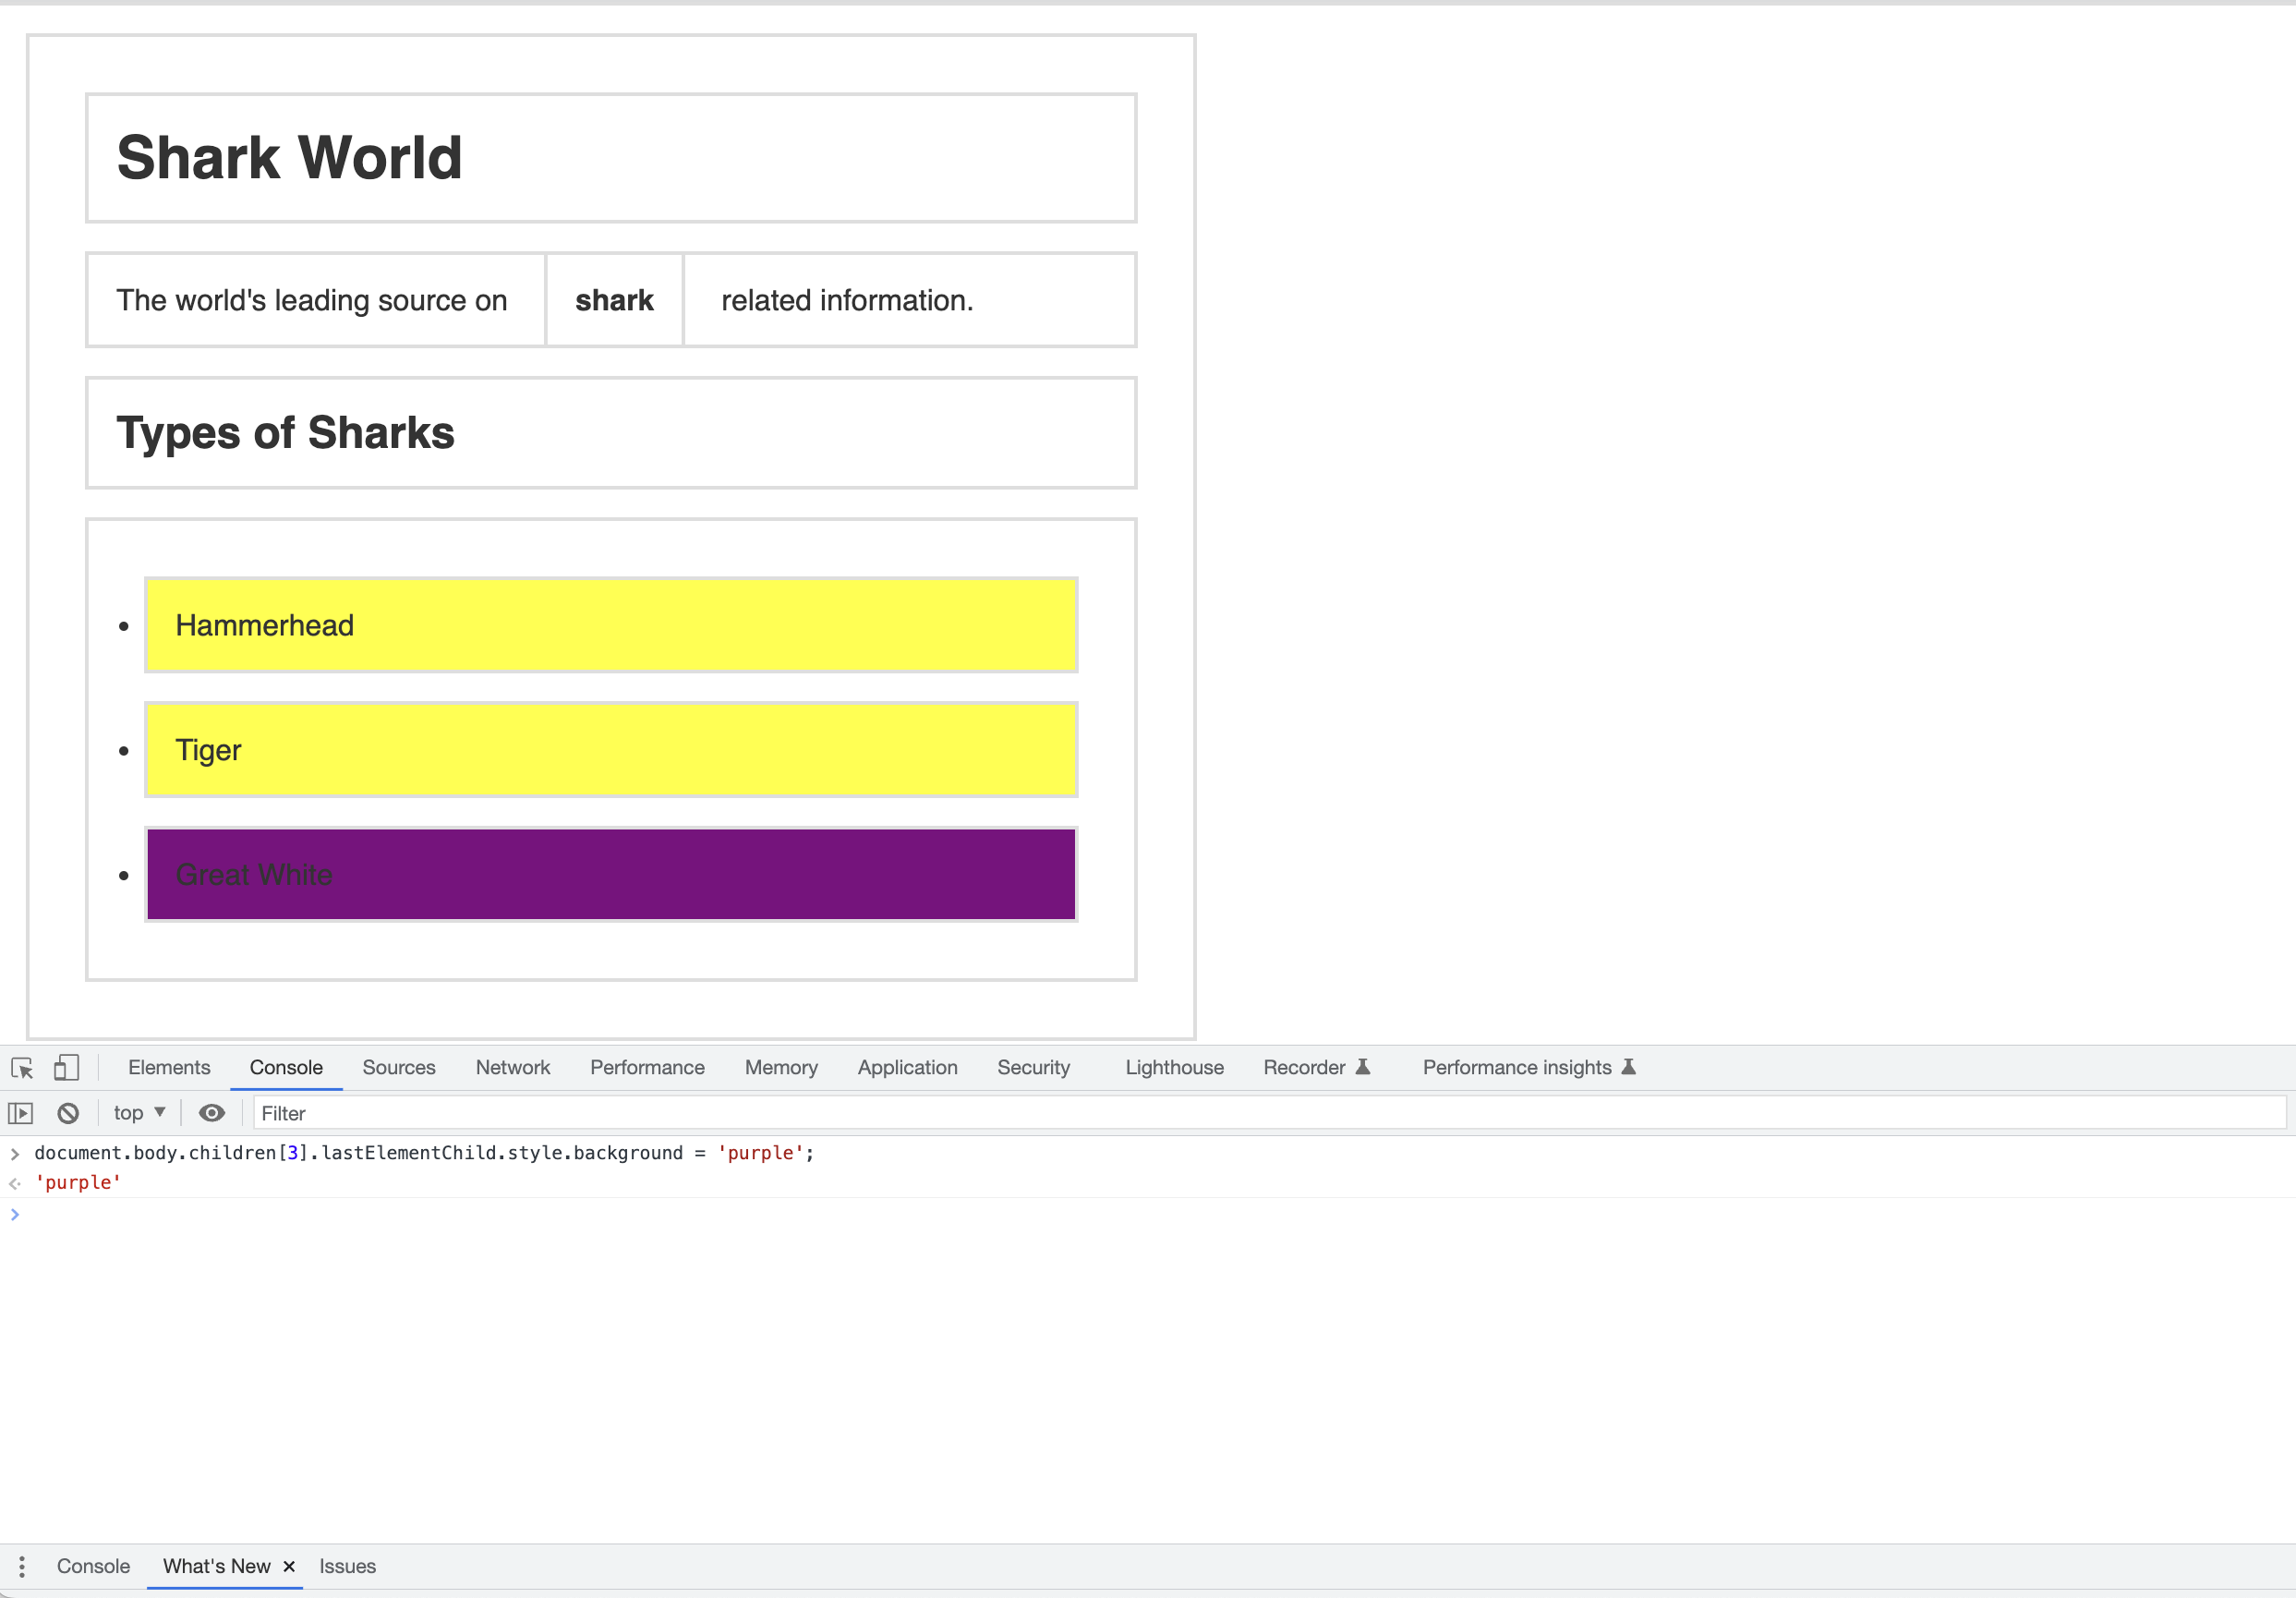 Shark World
The world's leading source on shark related information.
Types of Sharks
Hammerhead
Tiger
Great White
Elements Console Sources Network Performance Memory Application Security Lighthouse Recorder Performance insights
top Filter
document.body.children[3].lastElementChild.style.background = 'purple';
'purple'
Console What's New × Issues